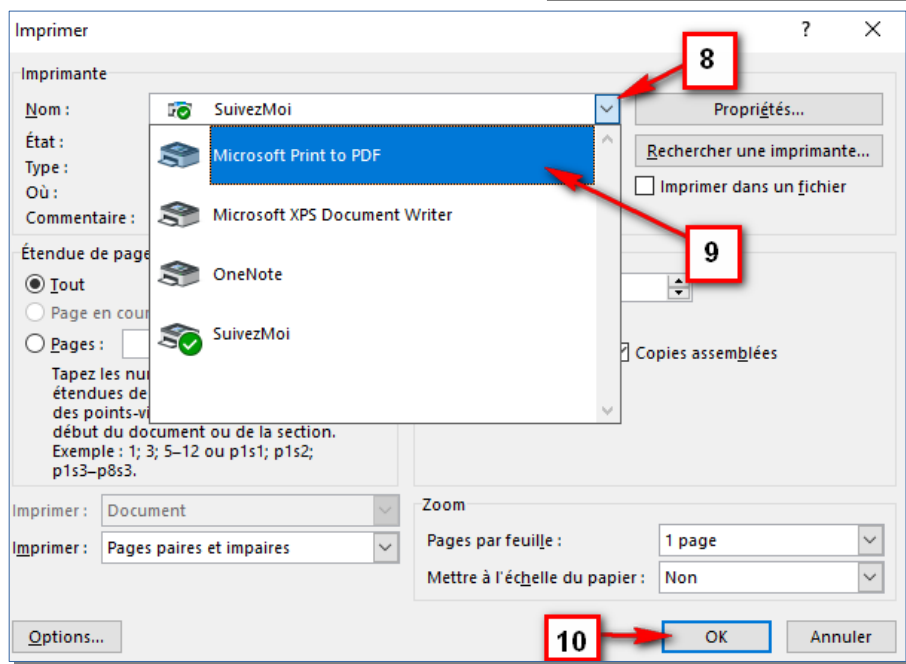 Imprimer ? ×
8
Imprimante
Nom : SuivezMoi Propriétés...
État :
Microsoft Print to PDF Rechercher une imprimante...
Type :
Où : Imprimer dans un fichier
Commentaire : Microsoft XPS Document Writer
9
Étendue de page
OneNote
Tout
Page en cour
SuivezMoi
Pages : Copies assemblées
Tapez les nu
étendues de
des points-vi
début du document ou de la section.
Exemple : 1; 3; 5–12 ou p1s1; p1s2;
p1s3–p8s3.
Imprimer : Document Zoom
Imprimer : Pages paires et impaires Pages par feuille : 1 page
Mettre à l'échelle du papier : Non
Options... 10 OK Annuler